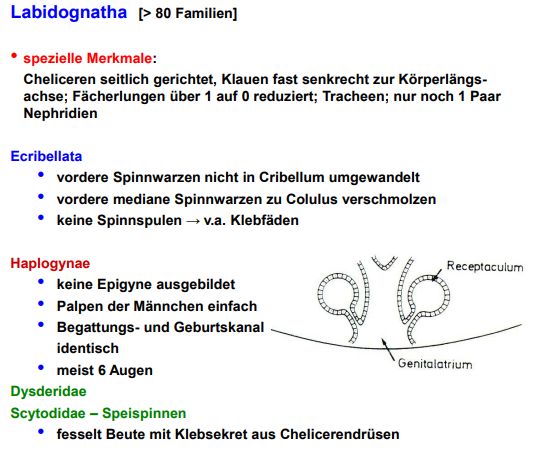 Labidognatha [> 80 Familien]
• spezielle Merkmale:
Cheliceren seitlich gerichtet, Klauen fast senkrecht zur Körperlängs-
achse; Fächerlungen über 1 auf 0 reduziert; Tracheen; nur noch 1 Paar
Nephridien
Ecribellata
• vordere Spinnwarzen nicht in Cribellum umgewandelt
• vordere mediane Spinnwarzen zu Colulus verschmolzen
• keine Spinnspulen → v.a. Klebfäden
Haplogynae
• keine Epigyne ausgebildet
• Palpen der Männchen einfach
• Begattungs- und Geburtskanal
identisch
• meist 6 Augen
Receptaculum
Genitalatrium
Dysderidae
Scytodidae – Speispinnen
• fesselt Beute mit Klebsekret aus Chelicerendrüsen